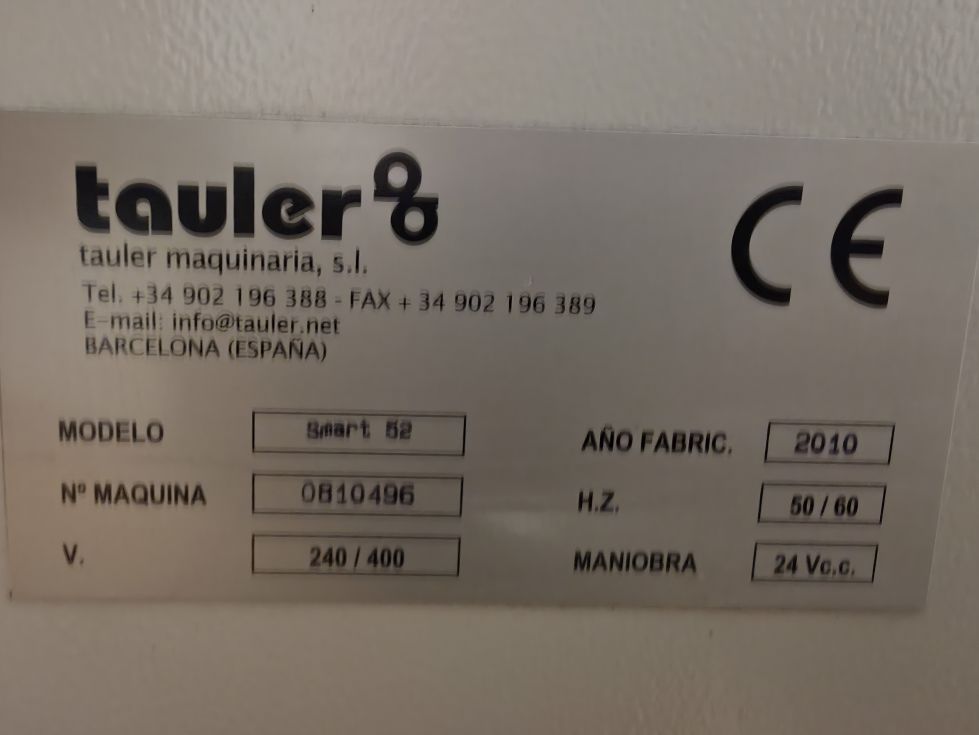 tauler
tauler maquinaria, s.l.
Tel. +34 902 196 388 - FAX + 34 902 196 389
E-mail: info@tauler.net
BARCELONA (ESPAÑA)
CE
MODELO Smart 52 AÑO FABRIC. 2010
Nº MAQUINA 0810496 H.Z. 50 / 60
V. 240 / 400 MANIOBRA 24 Vc.c.